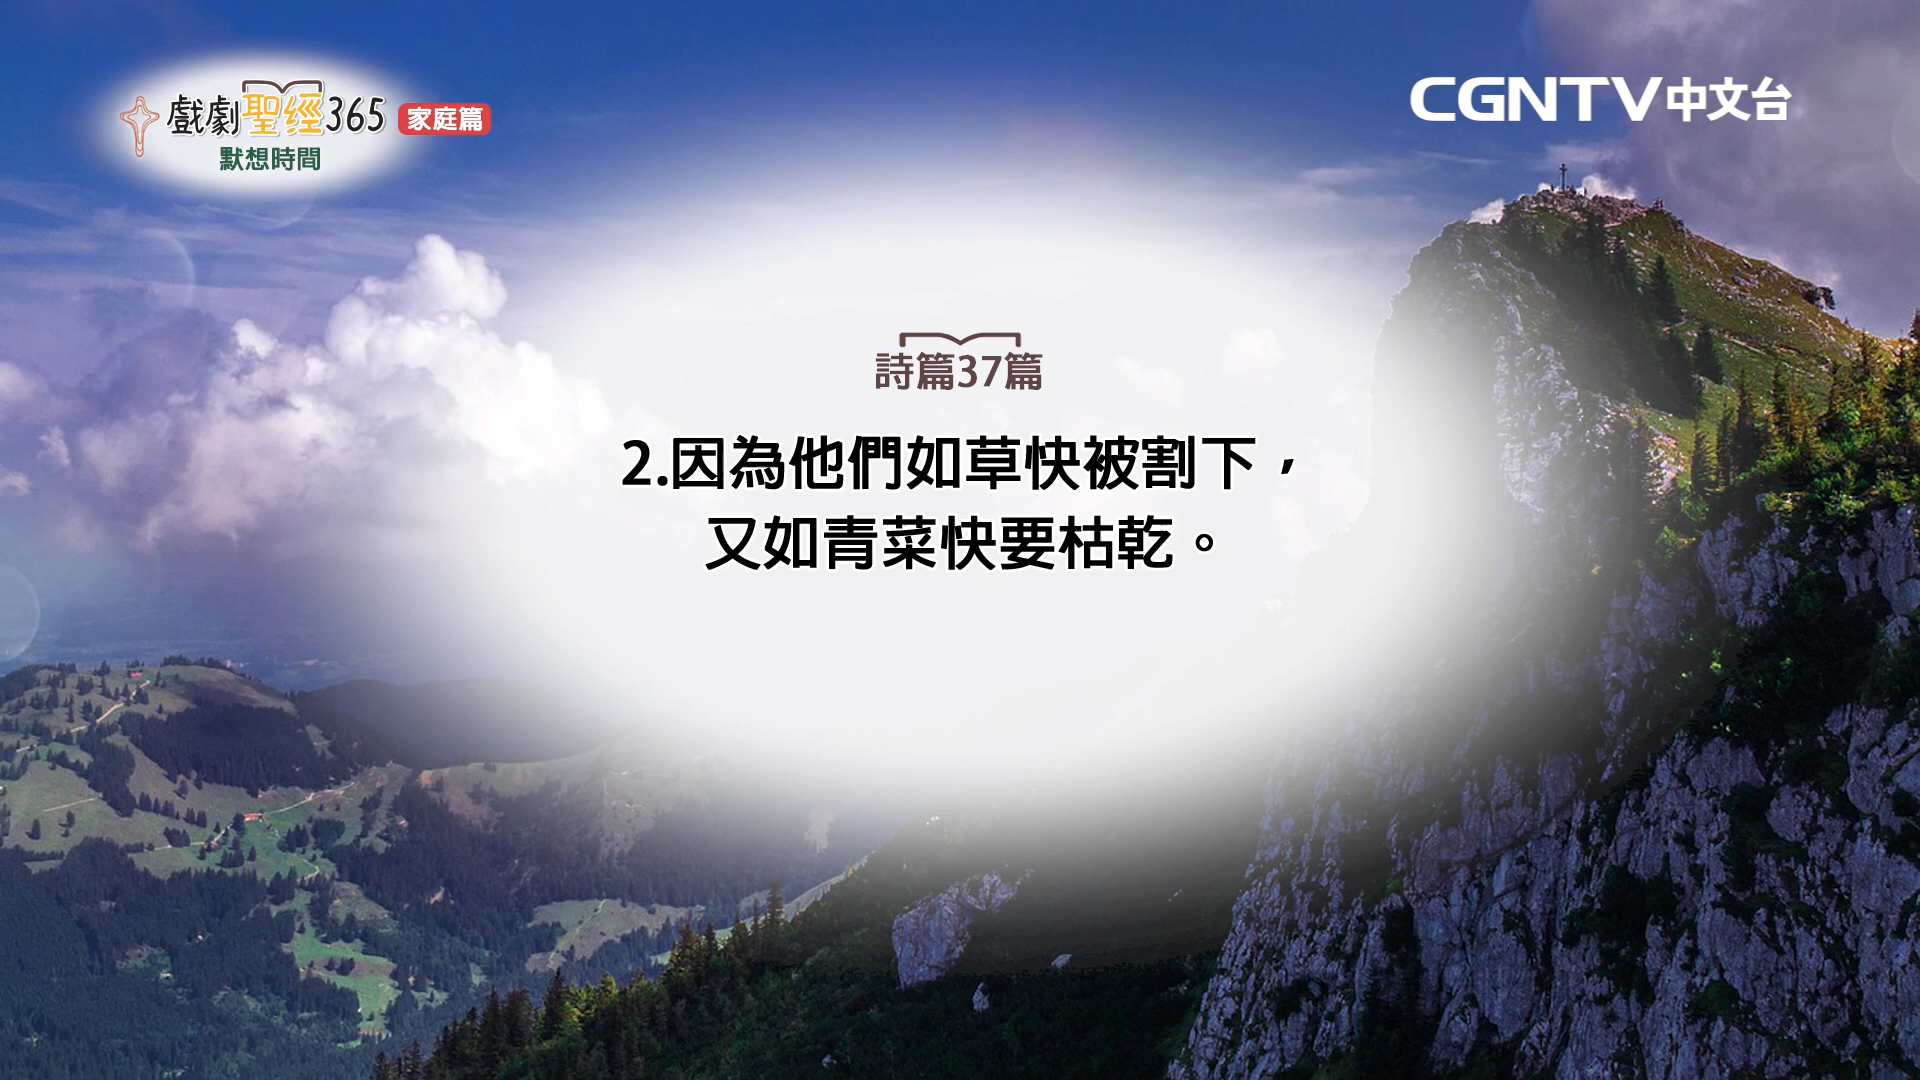 戲劇聖經365 家庭篇
默想時間
CGNTV中文台
詩篇37篇
2.因為他們如草快被割下，
又如青菜快要枯乾。